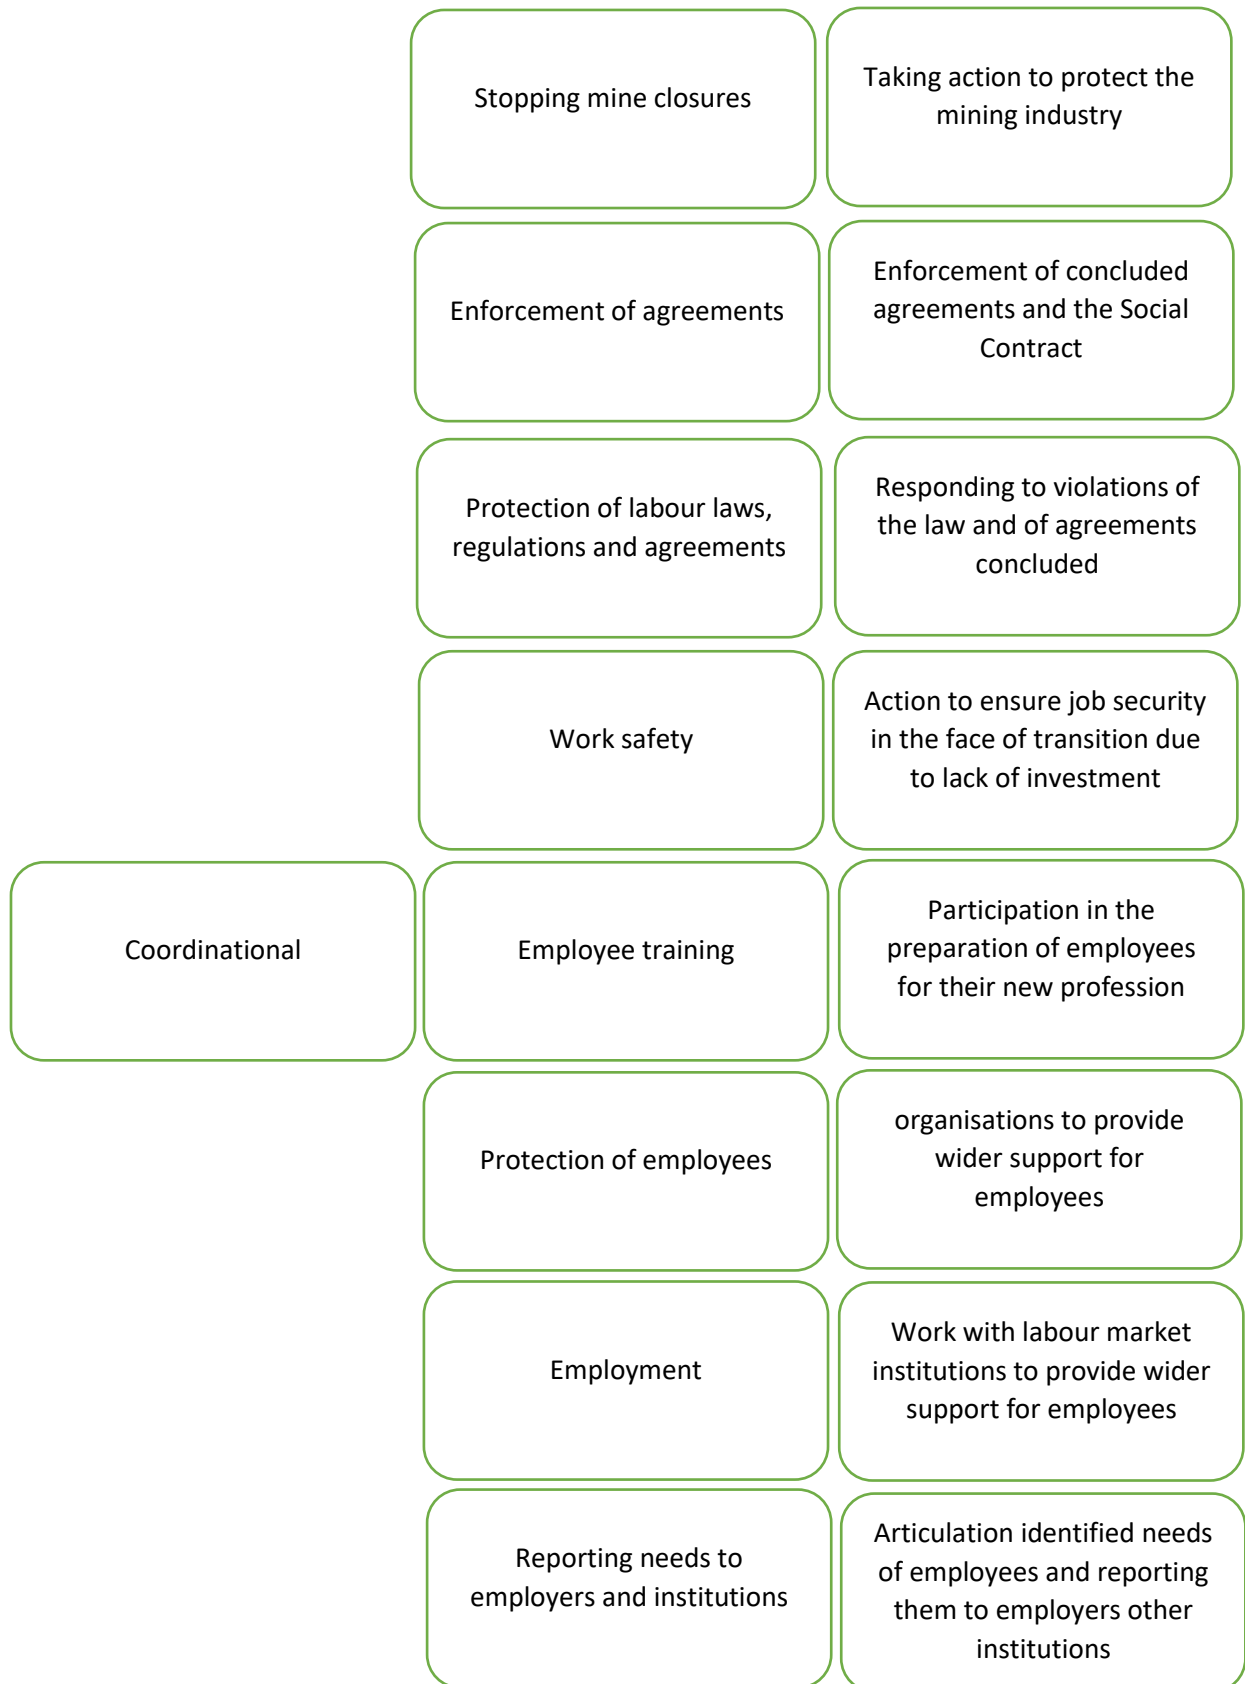 Stopping mine closures
Taking action to protect the
mining industry
Enforcement of agreements
Enforcement of concluded
agreements and the Social
Contract
Protection of labour laws,
regulations and agreements
Responding to violations of
the law and of agreements
concluded
Work safety
Action to ensure job security
in the face of transition due
to lack of investment
Coordinational
Employee training
Participation in the
preparation of employees
for their new profession
Protection of employees
organisations to provide
wider support for
employees
Employment
Work with labour market
institutions to provide wider
support for employees
Reporting needs to
employers and institutions
Articulation identified needs
of employees and reporting
them to employers other
institutions